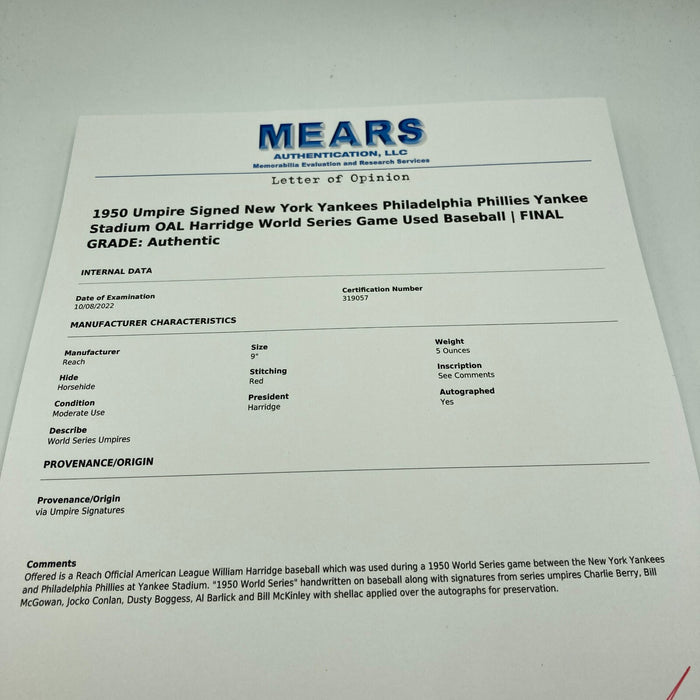 MEARS
AUTHENTICATION, LLC
Memorabilia Evaluation and Research Services
Letter of Opinion
1950 Umpire Signed New York Yankees Philadelphia Phillies Yankee
Stadium OAL Harridge World Series Game Used Baseball | FINAL
GRADE: Authentic
INTERNAL DATA
Date of Examination
10/08/2022
Certification Number
319057
MANUFACTURER CHARACTERISTICS
Manufacturer
Reach
Size
9"
Weight
5 Ounces
Hide
Horsehide
Stitching
Red
Inscription
See Comments
Condition
Moderate Use
President
Harridge
Autographed
Yes
Describe
World Series Umpires
PROVENANCE/ORIGIN
Provenance/Origin
via Umpire Signatures
Comments
Offered is a Reach Official American League William Harridge baseball which was used during a 1950 World Series game between the New York Yankees
and Philadelphia Phillies at Yankee Stadium. "1950 World Series" handwritten on baseball along with signatures from series umpires Charlie Berry, Bill
McGowan, Jocko Conlan, Dusty Boggess, Al Barlick and Bill McKinley with shellac applied over the autographs for preservation.